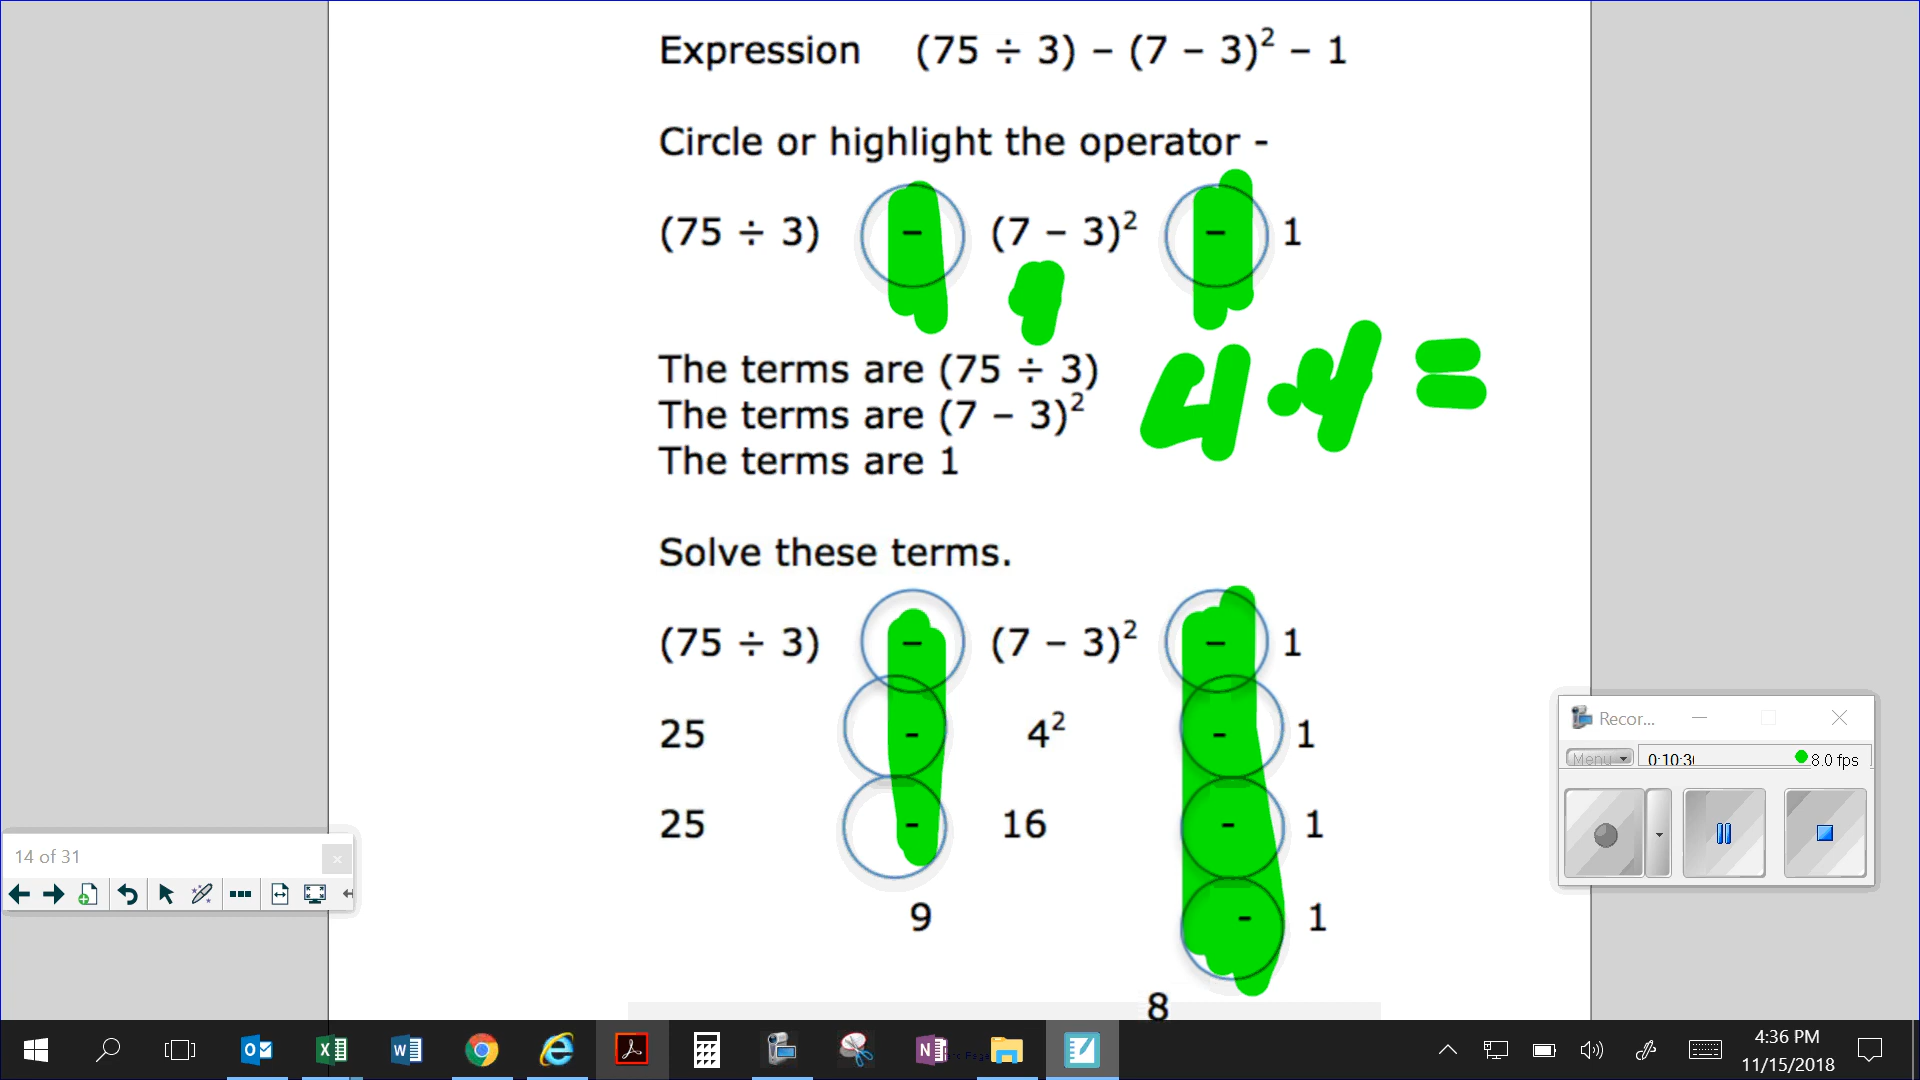 Expression (75 ÷ 3) – (7 – 3)² – 1
Circle or highlight the operator -
(75 ÷ 3) – (7 – 3)² – 1
4
The terms are (75 ÷ 3)
The terms are (7 – 3)²
4·4 =
The terms are 1
Solve these terms.
(75 ÷ 3) – (7 – 3)² – 1
25 - 4² - 1
25 - 16 - 1
9 - 1
8
Recor...
Menu 0:10:3 8.0 fps
14 of 31
4:36 PM
11/15/2018